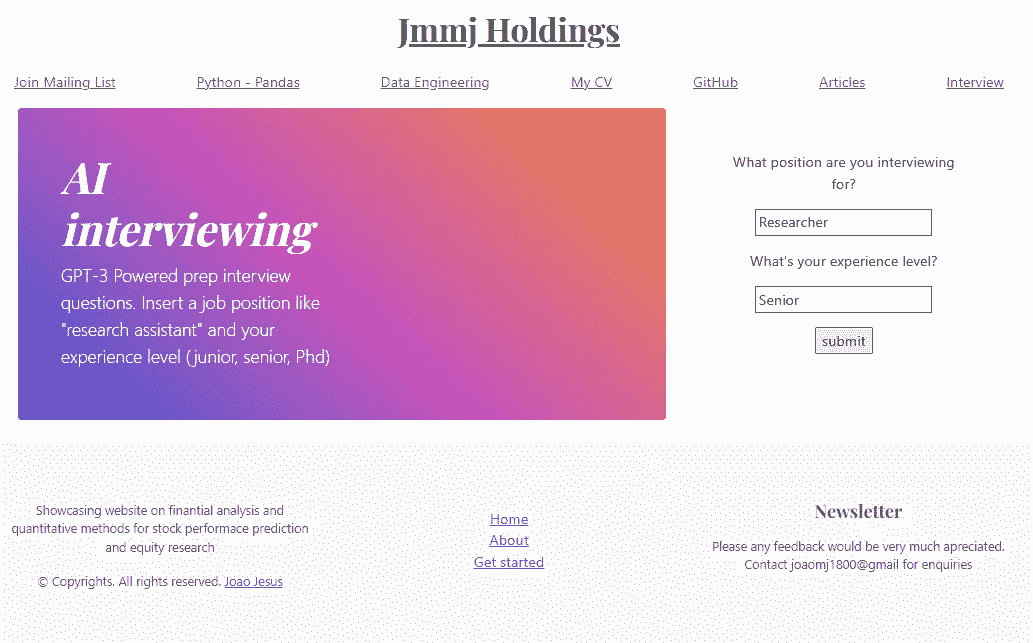 Jmmj Holdings
Join Mailing List Python - Pandas Data Engineering My CV GitHub Articles Interview
AI
interviewing
GPT-3 Powered prep interview
questions. Insert a job position like
"research assistant" and your
experience level (junior, senior, Phd)
What position are you interviewing
for?
Researcher
What's your experience level?
Senior
submit
Showcasing website on finantial analysis and
quantitative methods for stock performace prediction
and equity research
© Copyrights. All rights reserved. Joao Jesus
Home
About
Get started
Newsletter
Please any feedback would be very much apreciated.
Contact joaomj1800@gmail for enquiries